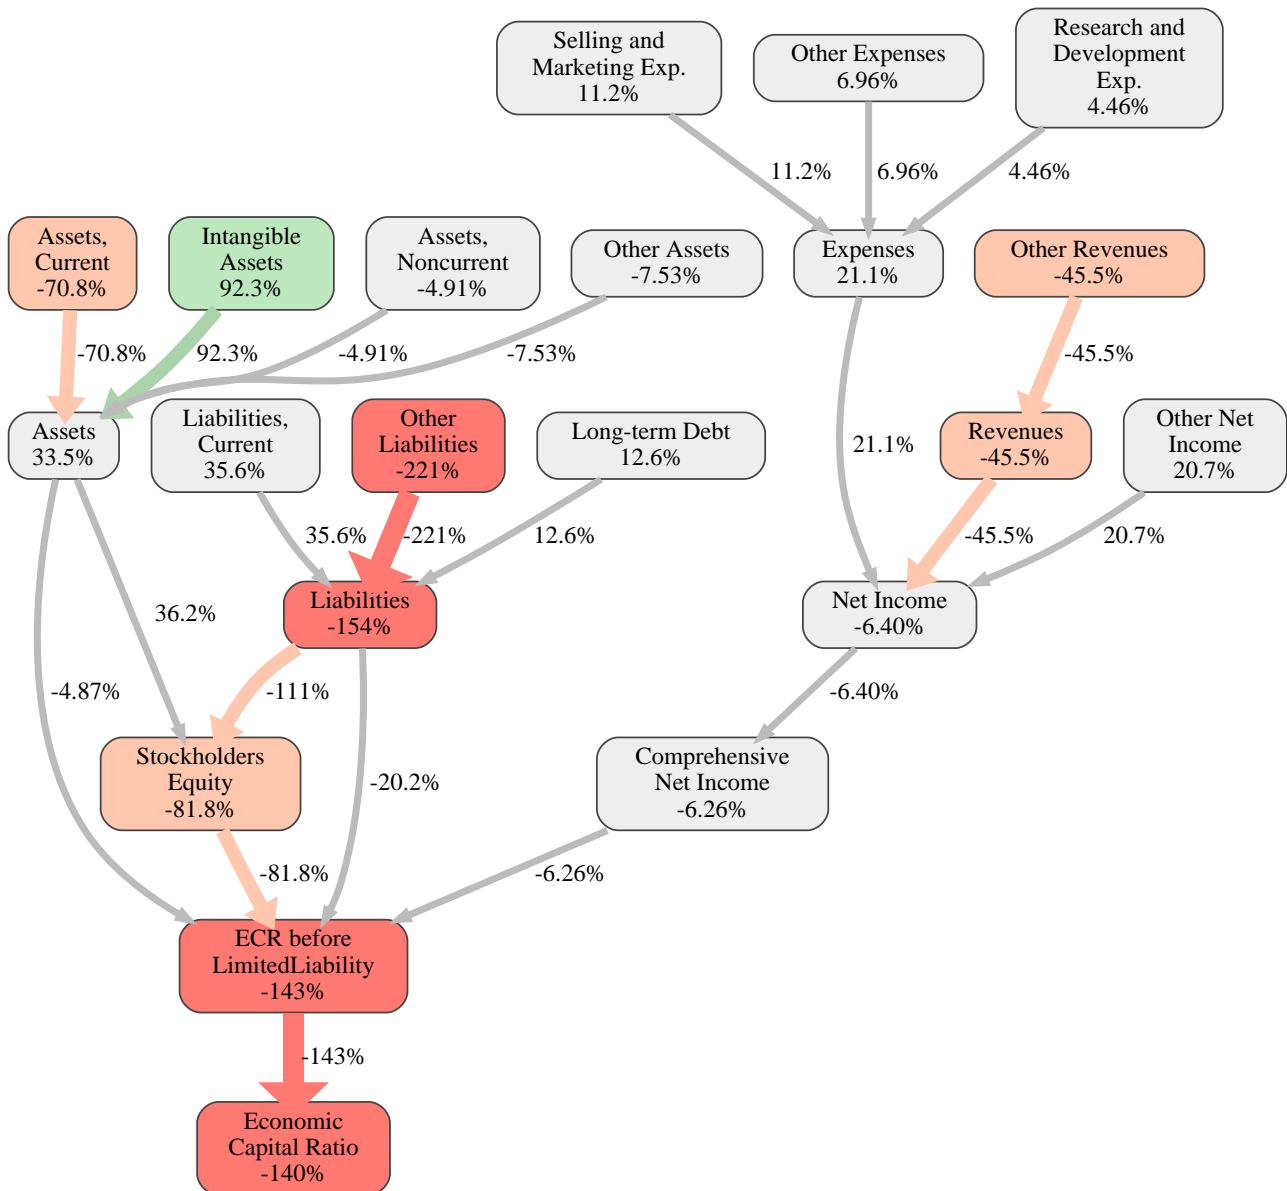 Selling and
Marketing Exp.
11.2%
Other Expenses
6.96%
Research and
Development
Exp.
4.46%
11.2%
6.96%
4.46%
Assets,
Current
-70.8%
Intangible
Assets
92.3%
Assets,
Noncurrent
-4.91%
Other Assets
-7.53%
Expenses
21.1%
Other Revenues
-45.5%
-70.8%
92.3%
-4.91%
-7.53%
-45.5%
Assets
33.5%
Liabilities,
Current
35.6%
Other
Liabilities
-221%
Long-term Debt
12.6%
21.1%
Revenues
-45.5%
Other Net
Income
20.7%
35.6%
-221%
12.6%
-45.5%
20.7%
36.2%
Liabilities
-154%
Net Income
-6.40%
-4.87%
-111%
-6.40%
Stockholders
Equity
-81.8%
-20.2%
Comprehensive
Net Income
-6.26%
-81.8%
-6.26%
ECR before
LimitedLiability
-143%
-143%
Economic
Capital Ratio
-140%